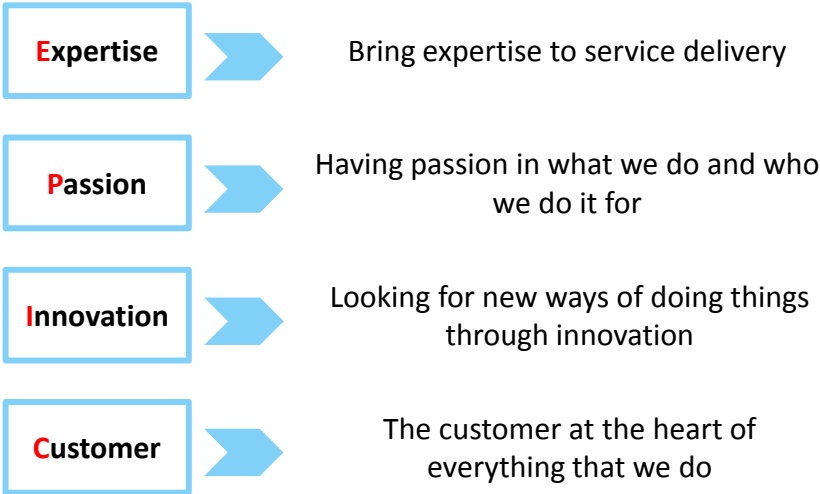 Expertise
Bring expertise to service delivery
Passion
Having passion in what we do and who
we do it for
Innovation
Looking for new ways of doing things
through innovation
Customer
The customer at the heart of
everything that we do